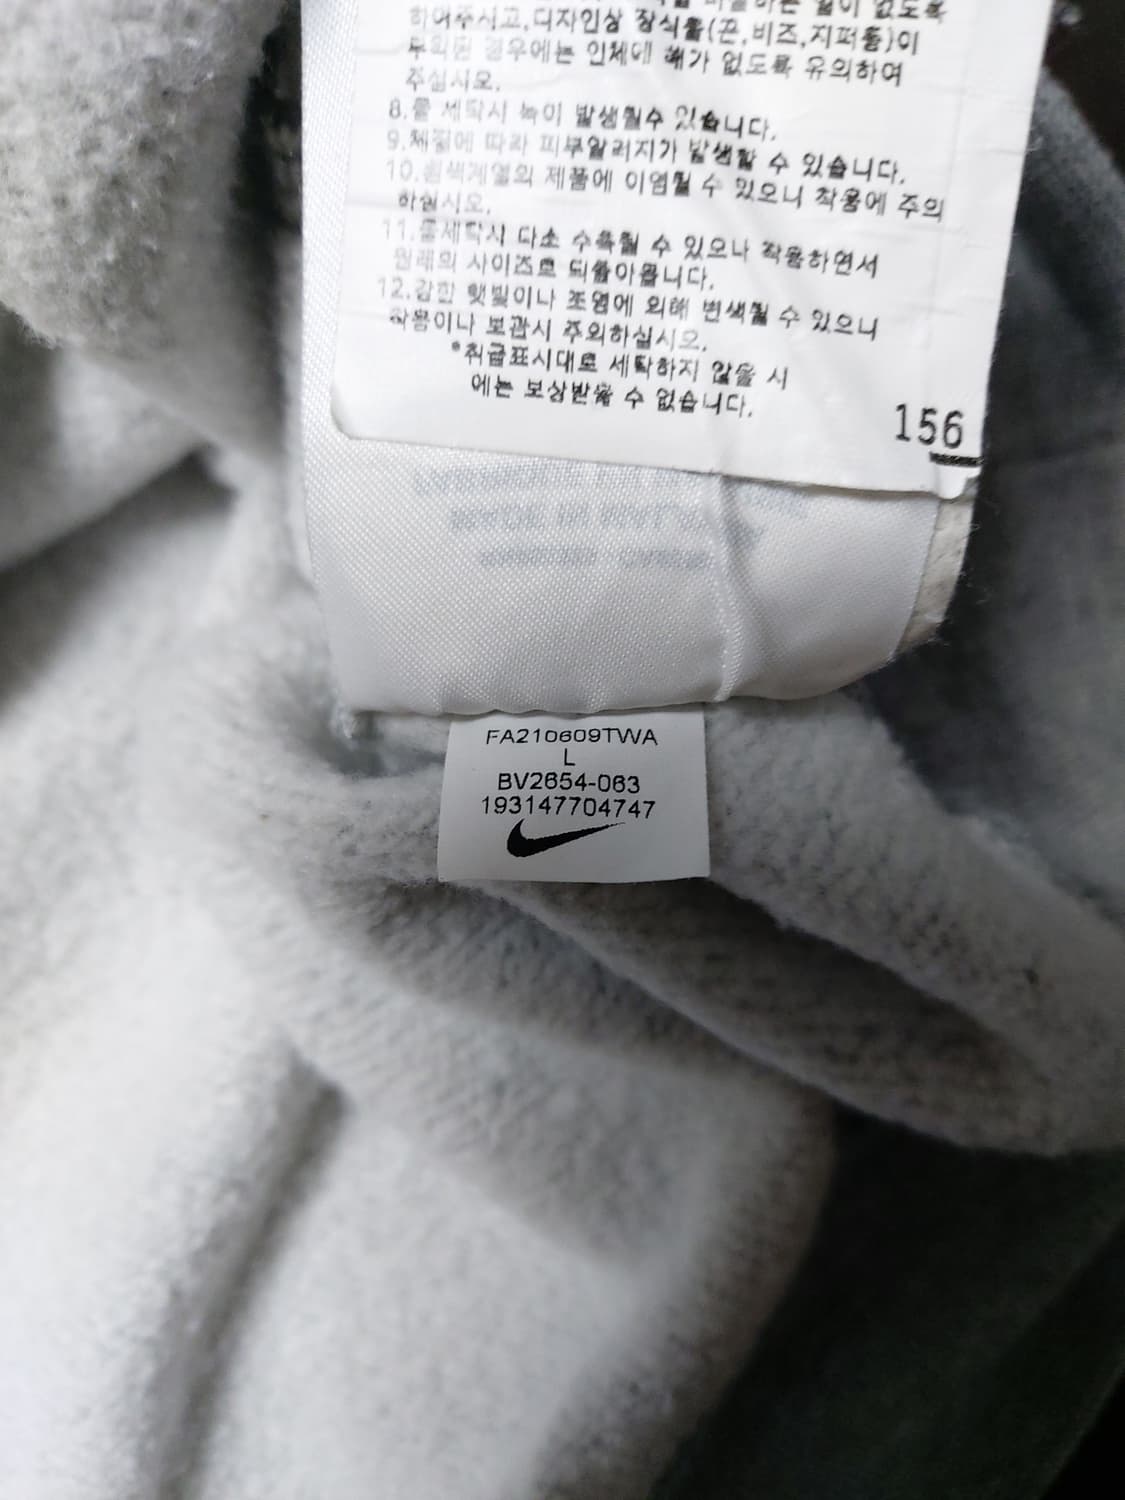 하여주시고,디자인상 장식물(끈,비즈,지퍼등)이
부착된 경우에는 인체에 해가 없도록 유의하여
주십시오.
8.물 세탁시 녹이 발생될수 있습니다.
9.체질에 따라 피부알러지가 발생할 수 있습니다.
10.흰색계열의 제품에 이염될 수 있으니 착용에 주의
하십시오.
11.물세탁시 다소 수축될 수 있으나 착용하면서
원래의 사이즈로 되돌아옵니다.
12.강한 햇빛이나 조명에 의해 변색될 수 있으니
착용이나 보관시 주의하십시오.
*취급표시대로 세탁하지 않을 시
에는 보상받을 수 없습니다.
156
FA210609TWA
L
BV2654-063
193147704747